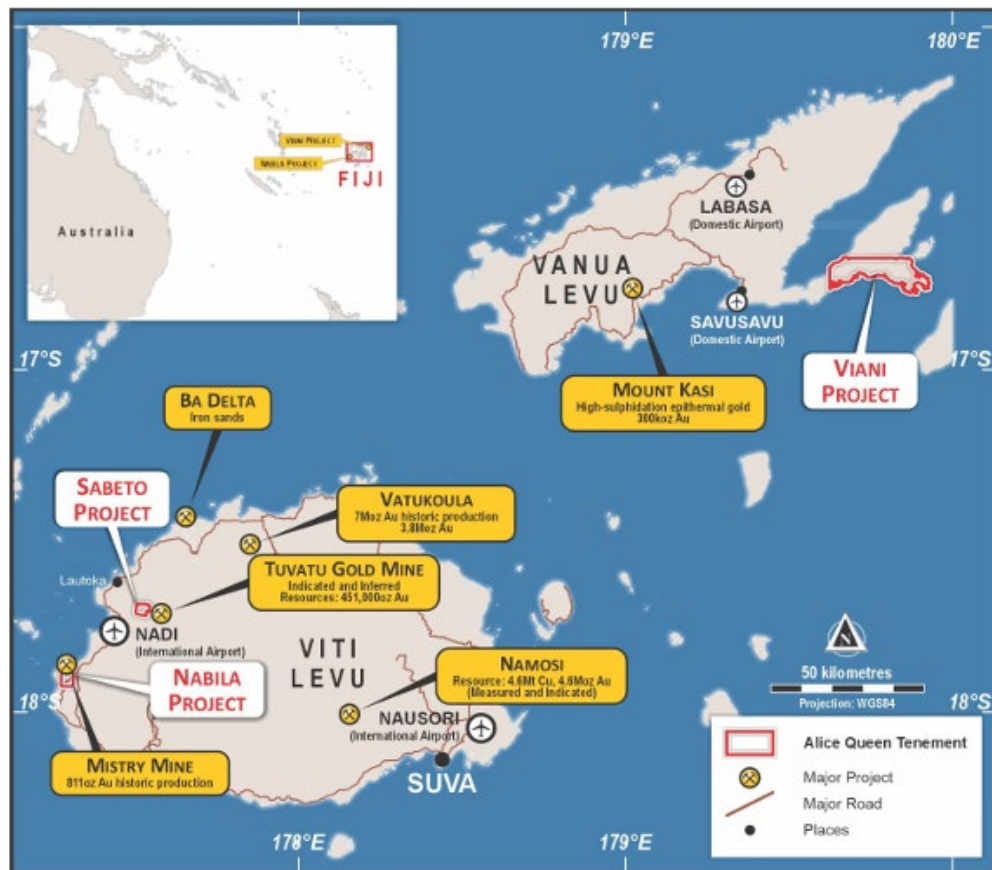 179°E
180°E
VIANI PROJECT
NABILA PROJECT
FIJI
Australia
LABASA
(Domestic Airport)
VANUA
LEVU
SAVUSAVU
(Domestic Airport)
17°S
17°S
VIANI
PROJECT
MOUNT KASI
High-sulphidation epithermal gold
300koz Au
BA DELTA
Iron sands
SABETO
PROJECT
VATUKOULA
7Moz Au historic production
3.8Moz Au
Lautoka
TUVATU GOLD MINE
Indicated and Inferred
Resources: 451,000oz Au
NADI
(International Airport)
VITI
LEVU
NABILA
PROJECT
NAMOSI
Resource: 4.6Mt Cu, 4.6Moz Au
(Measured and Indicated)
N
50 kilometres
Projection: WGS84
18°S
18°S
NAUSORI
(International Airport)
MISTRY MINE
811oz Au historic production
SUVA
178°E
179°E
Alice Queen Tenement
Major Project
Major Road
Places